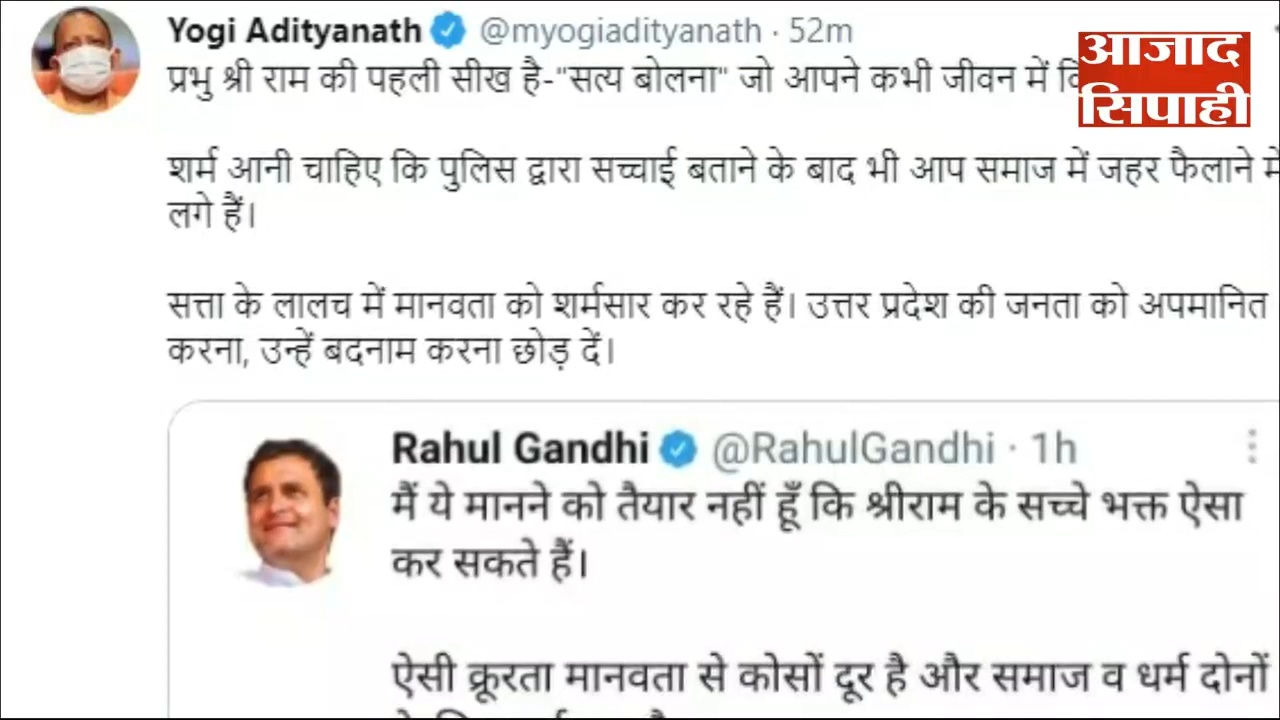 Yogi Adityanath @myogiadityanath · 52m
प्रभु श्री राम की पहली सीख है-"सत्य बोलना" जो आपने कभी जीवन में
आजाद
सिपाही
शर्म आनी चाहिए कि पुलिस द्वारा सच्चाई बताने के बाद भी आप समाज में जहर फैलाने में
लगे हैं।
सत्ता के लालच में मानवता को शर्मसार कर रहे हैं। उत्तर प्रदेश की जनता को अपमानित
करना, उन्हें बदनाम करना छोड़ दें।
Rahul Gandhi @RahulGandhi · 1h
मैं ये मानने को तैयार नहीं हूँ कि श्रीराम के सच्चे भक्त ऐसा
कर सकते हैं।
ऐसी क्रूरता मानवता से कोसों दूर है और समाज व धर्म दोनों